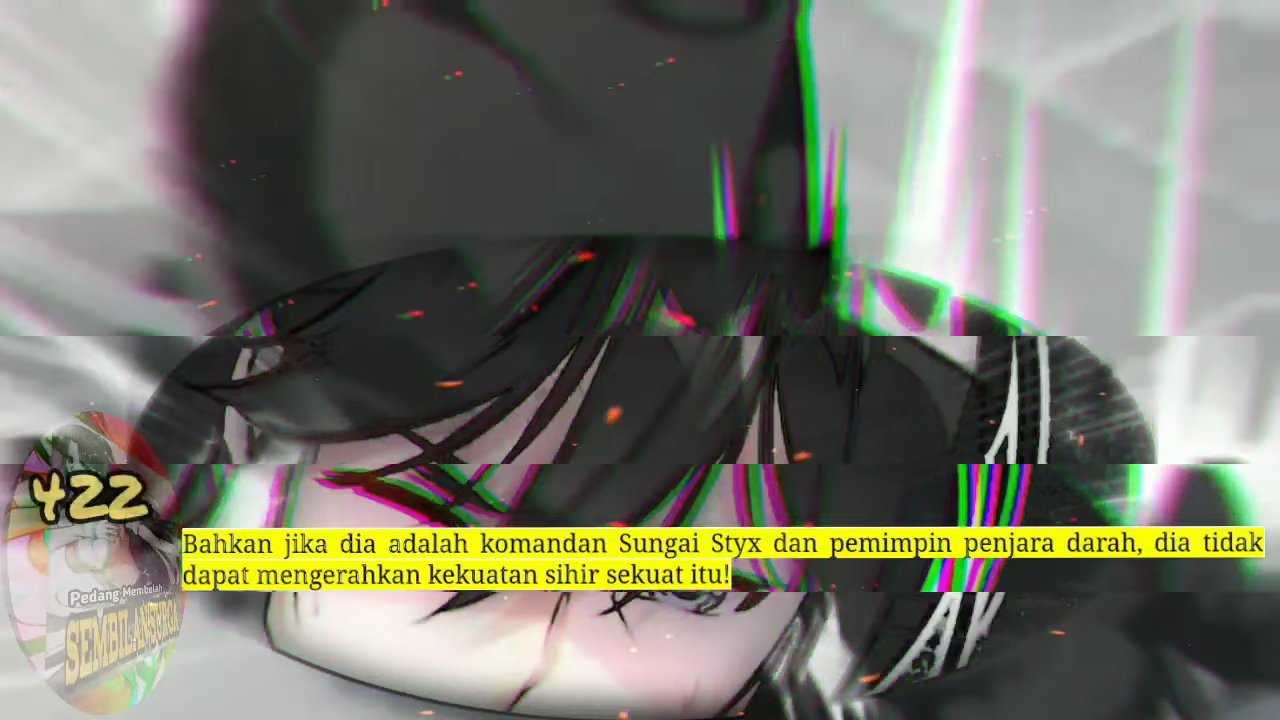 422
Bahkan jika dia adalah komandan Sungai Styx dan pemimpin penjara darah, dia tidak
dapat mengerahkan kekuatan sihir sekuat itu!
Pedang Membelah
SEMBILAN SURGA